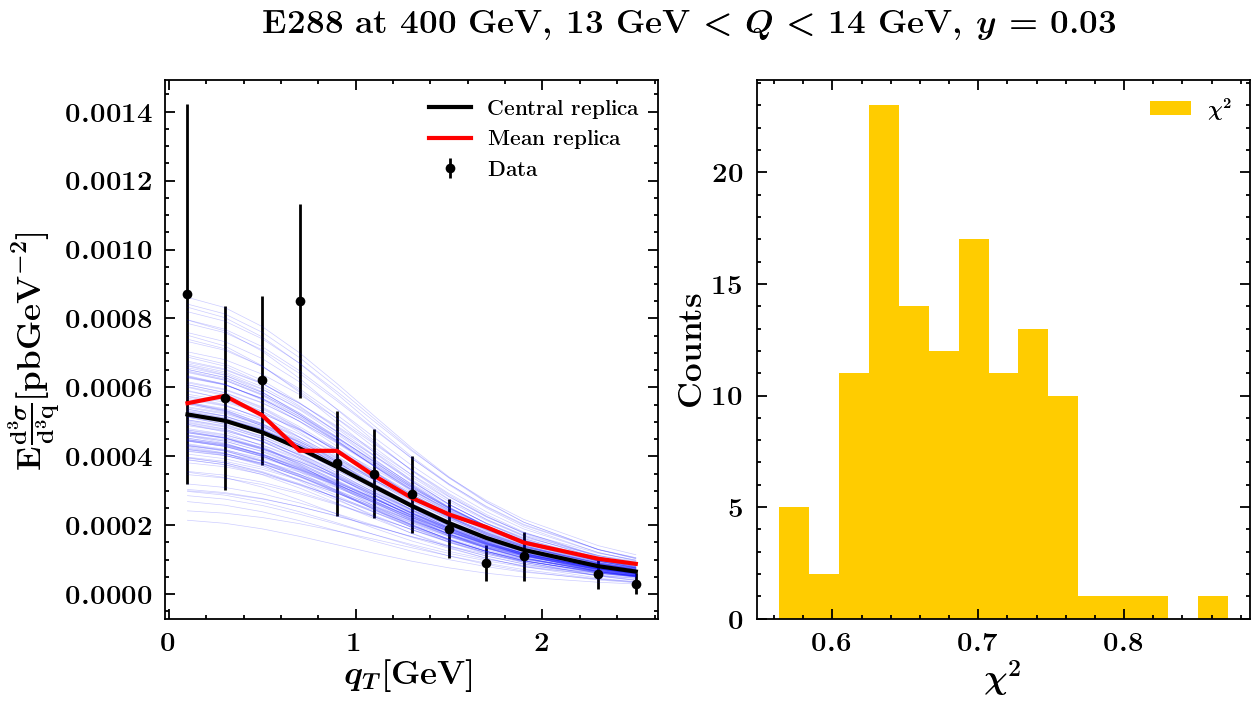 E288 at 400 GeV, 13 GeV < Q < 14 GeV, y = 0.03
E d³σ/d³q [pbGeV⁻²]
0.0014
0.0012
0.0010
0.0008
0.0006
0.0004
0.0002
0.0000
Central replica
Mean replica
Data
0 1 2
q_T[GeV]
Counts
20
15
10
5
0
χ²
0.6 0.7 0.8
χ²